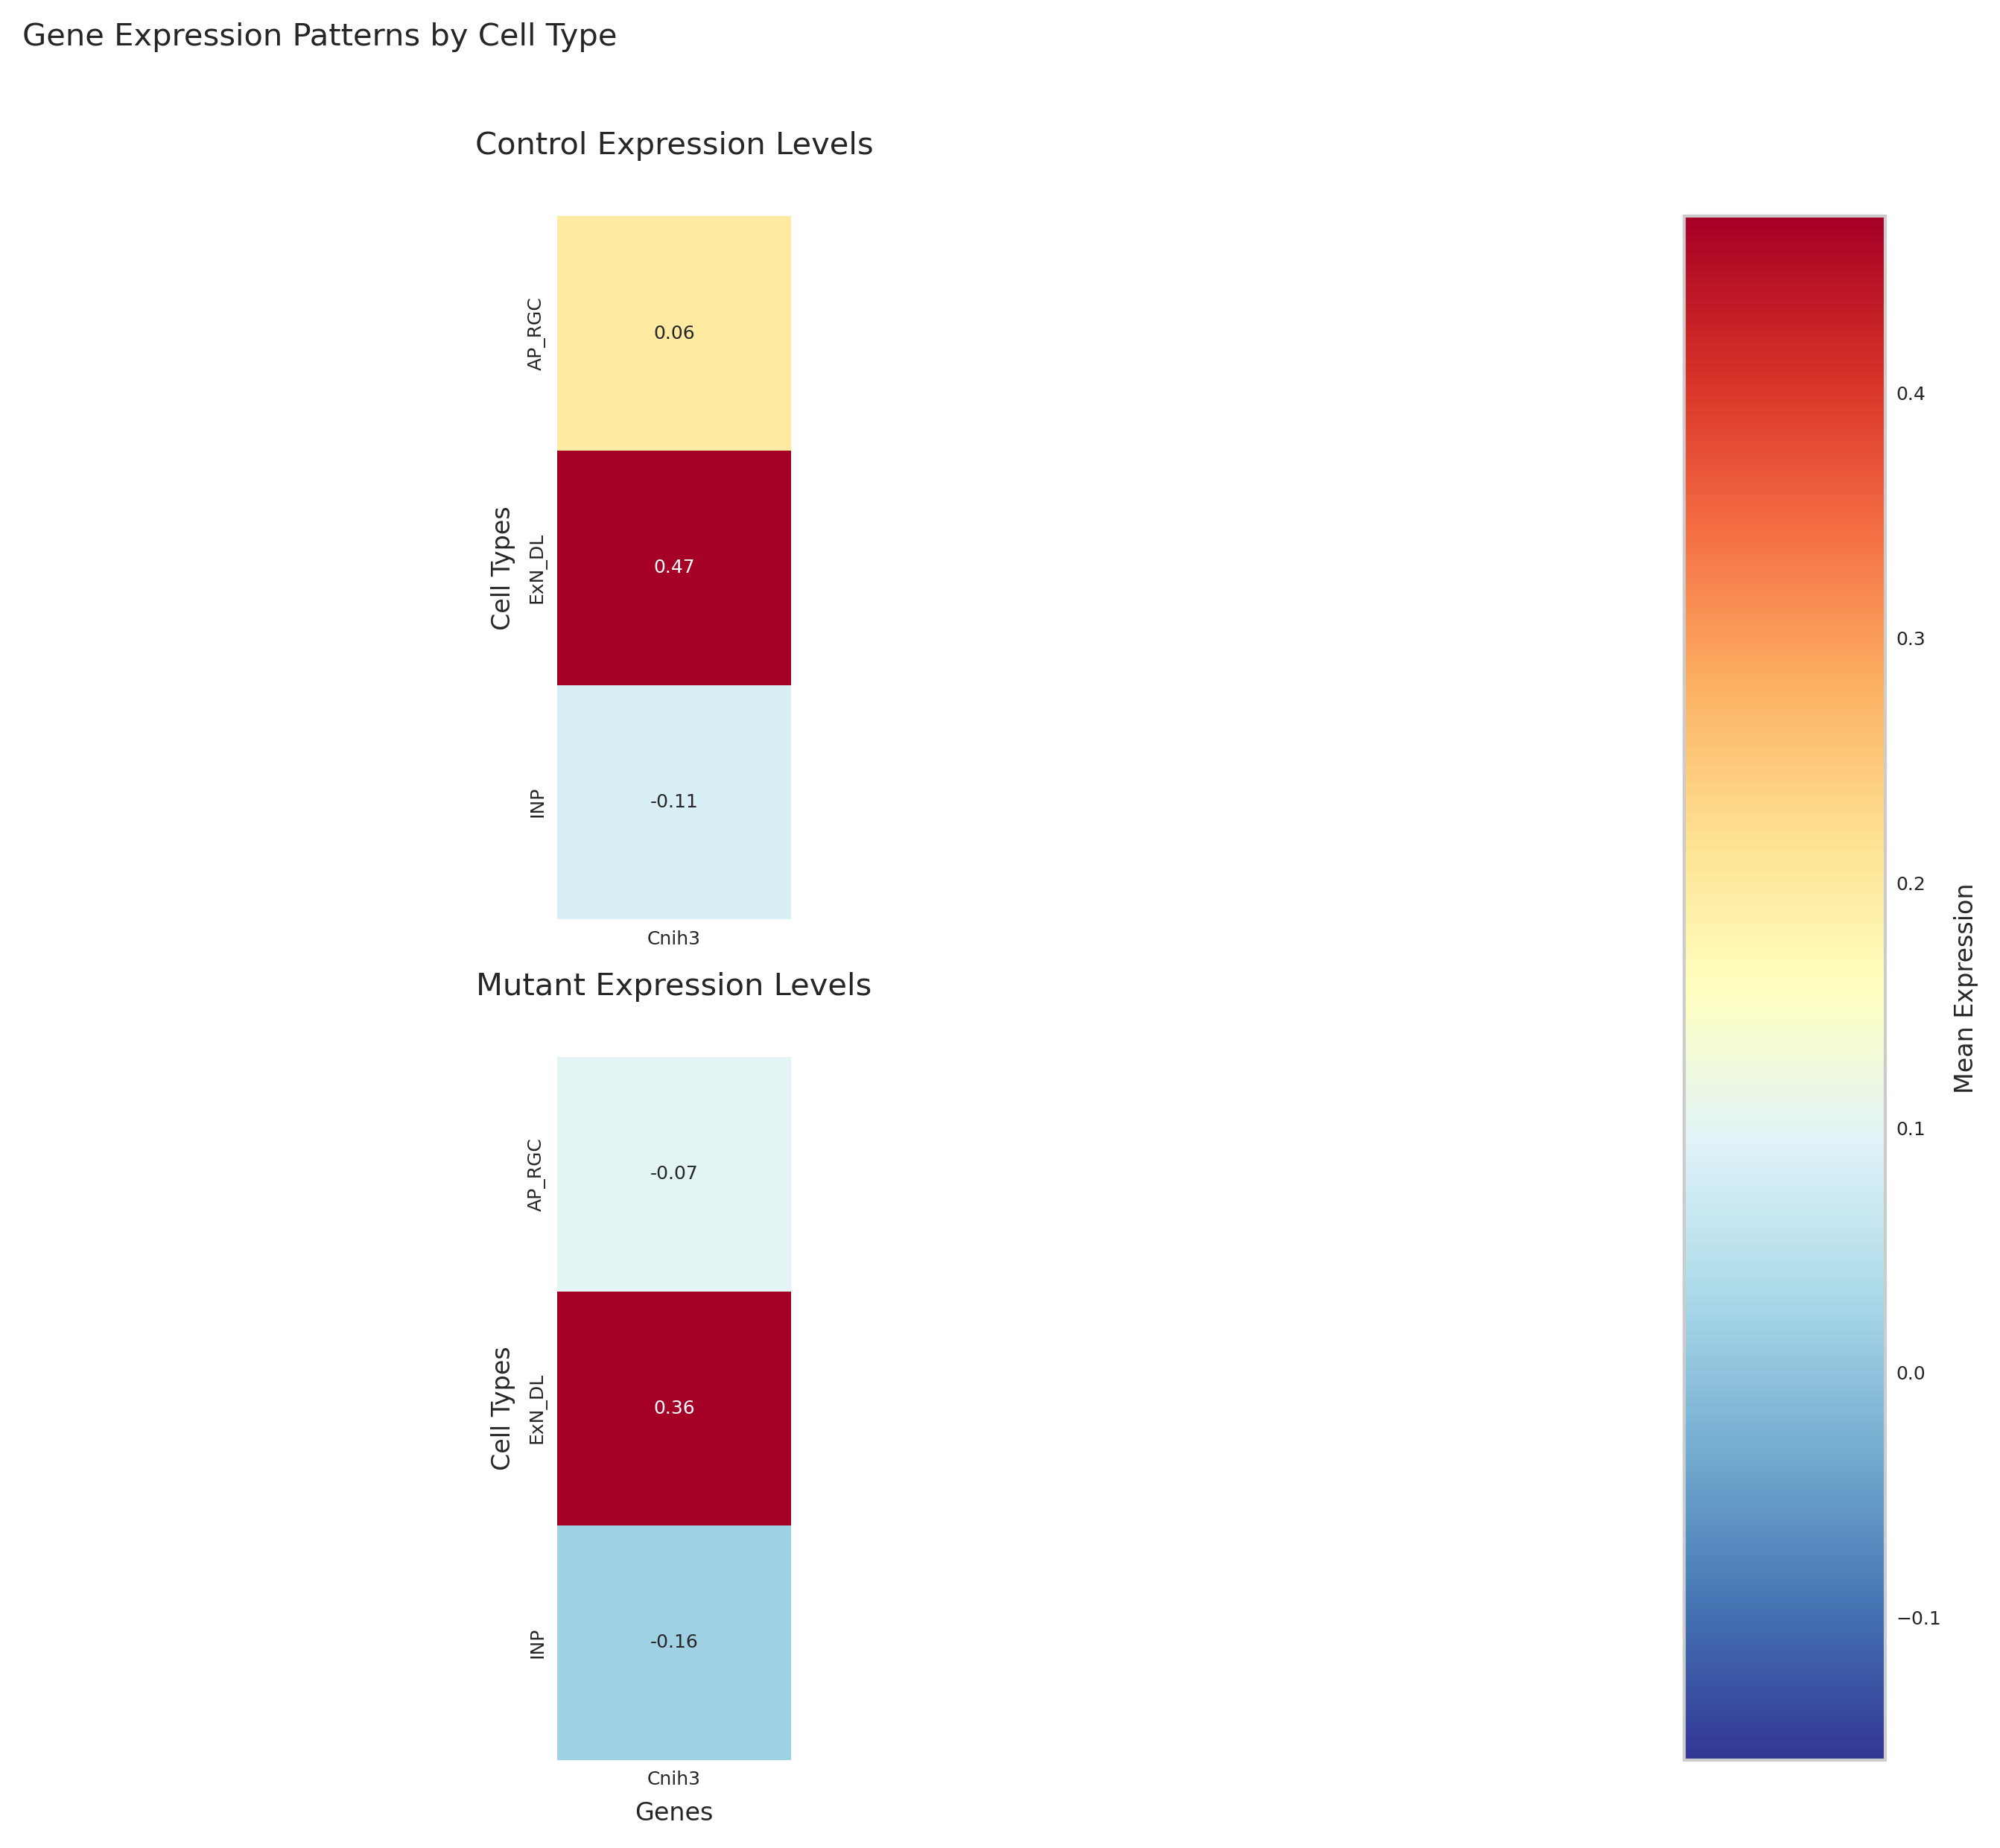 Gene Expression Patterns by Cell Type
Control Expression Levels
Cell Types
AP_RGC
0.06
ExN_DL
0.47
INP
-0.11
Cnih3
Mutant Expression Levels
Cell Types
AP_RGC
-0.07
ExN_DL
0.36
INP
-0.16
Cnih3
Genes
0.4
0.3
0.2
0.1
0.0
−0.1
Mean Expression